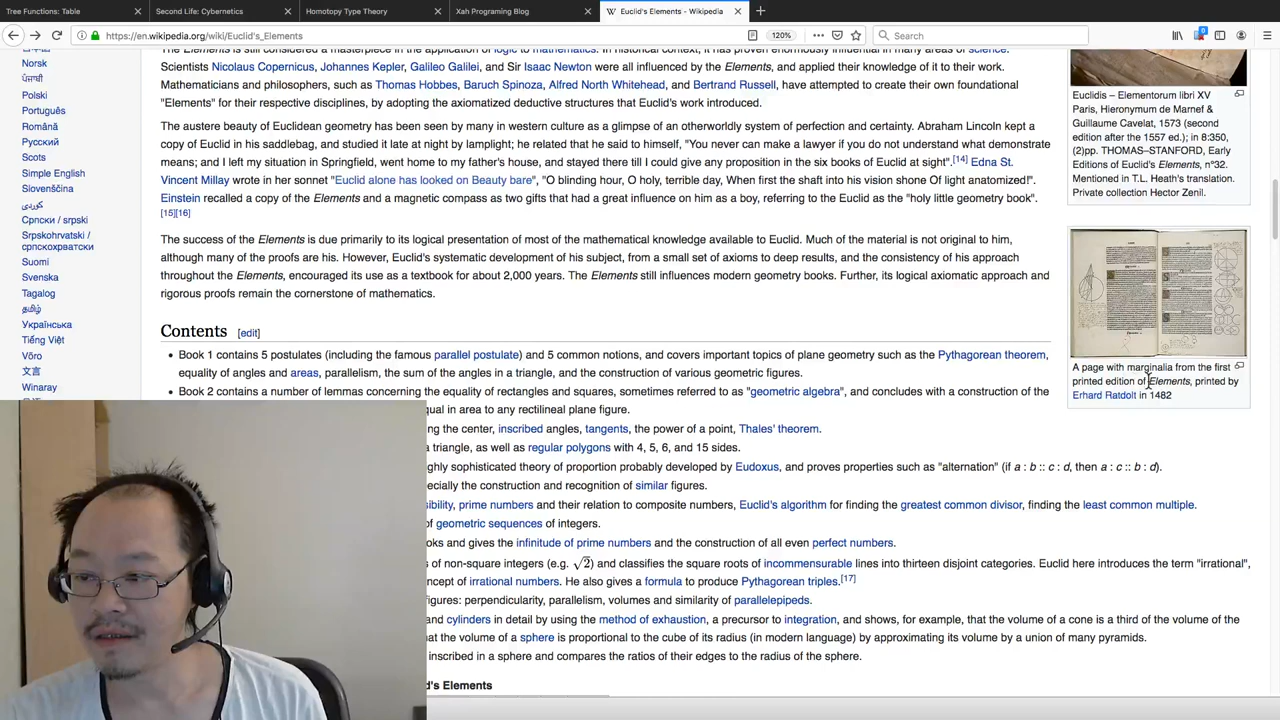 Tree Functions: Table
Second Life: Cybernetics
Homotopy Type Theory
Xah Programing Blog
Euclid's Elements - Wikipedia
https://en.wikipedia.org/wiki/Euclid's_Elements
120%
Search
Norsk
ਪੰਜਾਬੀ
Polski
Português
Română
Русский
Scots
Simple English
Slovenščina
کوردی
Српски / srpski
Srpskohrvatski /
српскохрватски
Suomi
Svenska
Tagalog
தமிழ்
Українська
Tiếng Việt
Võro
文言
Winaray
The Elements is still considered a masterpiece in the application of logic to mathematics. In historical context, it has proven enormously influential in many areas of science.
Scientists Nicolaus Copernicus, Johannes Kepler, Galileo Galilei, and Sir Isaac Newton were all influenced by the Elements, and applied their knowledge of it to their work.
Mathematicians and philosophers, such as Thomas Hobbes, Baruch Spinoza, Alfred North Whitehead, and Bertrand Russell, have attempted to create their own foundational
"Elements" for their respective disciplines, by adopting the axiomatized deductive structures that Euclid's work introduced.
The austere beauty of Euclidean geometry has been seen by many in western culture as a glimpse of an otherworldly system of perfection and certainty. Abraham Lincoln kept a
copy of Euclid in his saddlebag, and studied it late at night by lamplight; he related that he said to himself, "You never can make a lawyer if you do not understand what demonstrate
means; and I left my situation in Springfield, went home to my father's house, and stayed there till I could give any proposition in the six books of Euclid at sight".[14] Edna St.
Vincent Millay wrote in her sonnet "Euclid alone has looked on Beauty bare", "O blinding hour, O holy, terrible day, When first the shaft into his vision shone Of light anatomized!".
Einstein recalled a copy of the Elements and a magnetic compass as two gifts that had a great influence on him as a boy, referring to the Euclid as the "holy little geometry book".
[15][16]
The success of the Elements is due primarily to its logical presentation of most of the mathematical knowledge available to Euclid. Much of the material is not original to him,
although many of the proofs are his. However, Euclid's systematic development of his subject, from a small set of axioms to deep results, and the consistency of his approach
throughout the Elements, encouraged its use as a textbook for about 2,000 years. The Elements still influences modern geometry books. Further, its logical axiomatic approach and
rigorous proofs remain the cornerstone of mathematics.
Contents [edit]
Book 1 contains 5 postulates (including the famous parallel postulate) and 5 common notions, and covers important topics of plane geometry such as the Pythagorean theorem,
equality of angles and areas, parallelism, the sum of the angles in a triangle, and the construction of various geometric figures.
Book 2 contains a number of lemmas concerning the equality of rectangles and squares, sometimes referred to as "geometric algebra", and concludes with a construction of the
qual in area to any rectilineal plane figure.
ng the center, inscribed angles, tangents, the power of a point, Thales' theorem.
a triangle, as well as regular polygons with 4, 5, 6, and 15 sides.
ghly sophisticated theory of proportion probably developed by Eudoxus, and proves properties such as "alternation" (if a : b :: c : d, then a : c :: b : d).
ecially the construction and recognition of similar figures.
sibility, prime numbers and their relation to composite numbers, Euclid's algorithm for finding the greatest common divisor, finding the least common multiple.
of geometric sequences of integers.
oks and gives the infinitude of prime numbers and the construction of all even perfect numbers.
s of non-square integers (e.g. √2) and classifies the square roots of incommensurable lines into thirteen disjoint categories. Euclid here introduces the term "irrational",
ncept of irrational numbers. He also gives a formula to produce Pythagorean triples.[17]
figures: perpendicularity, parallelism, volumes and similarity of parallelepipeds.
and cylinders in detail by using the method of exhaustion, a precursor to integration, and shows, for example, that the volume of a cone is a third of the volume of the
at the volume of a sphere is proportional to the cube of its radius (in modern language) by approximating its volume by a union of many pyramids.
inscribed in a sphere and compares the ratios of their edges to the radius of the sphere.
d's Elements
Euclidis – Elementorum libri XV
Paris, Hieronymum de Marnef &
Guillaume Cavelat, 1573 (second
edition after the 1557 ed.); in 8:350,
(2)pp. THOMAS–STANFORD, Early
Editions of Euclid's Elements, n°32.
Mentioned in T.L. Heath's translation.
Private collection Hector Zenil.
A page with marginalia from the first
printed edition of Elements, printed by
Erhard Ratdolt in 1482